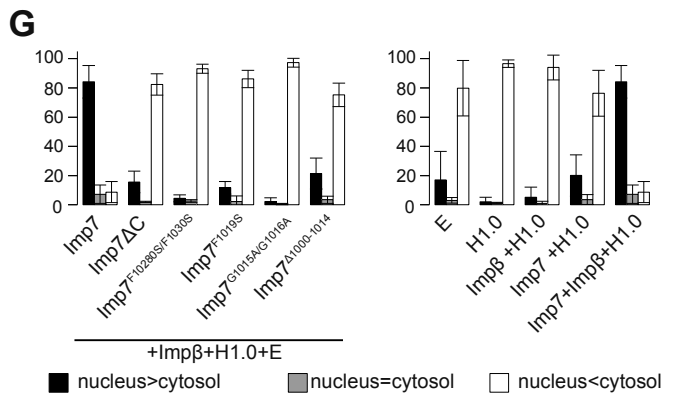 G
100
80
60
40
20
0
Imp7
Imp7ΔC
Imp7F10280S/F1030S
Imp7F1019S
Imp7G1015A/G1016A
Imp7Δ1000-1014
+Impβ+H1.0+E
100
80
60
40
20
0
E
H1.0
Impβ +H1.0
Imp7 +H1.0
Imp7+Impβ+H1.0
nucleus>cytosol
nucleus=cytosol
nucleus<cytosol